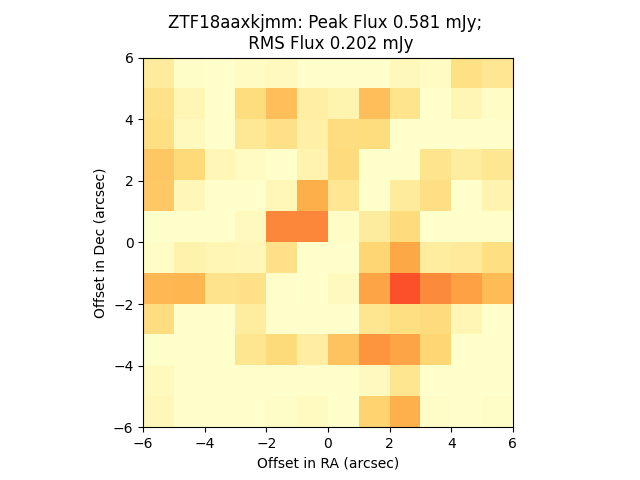 ZTF18aaxkjmm: Peak Flux 0.581 mJy;
RMS Flux 0.202 mJy
6
4
2
0
−2
−4
−6
Offset in Dec (arcsec)
−6 −4 −2 0 2 4 6
Offset in RA (arcsec)